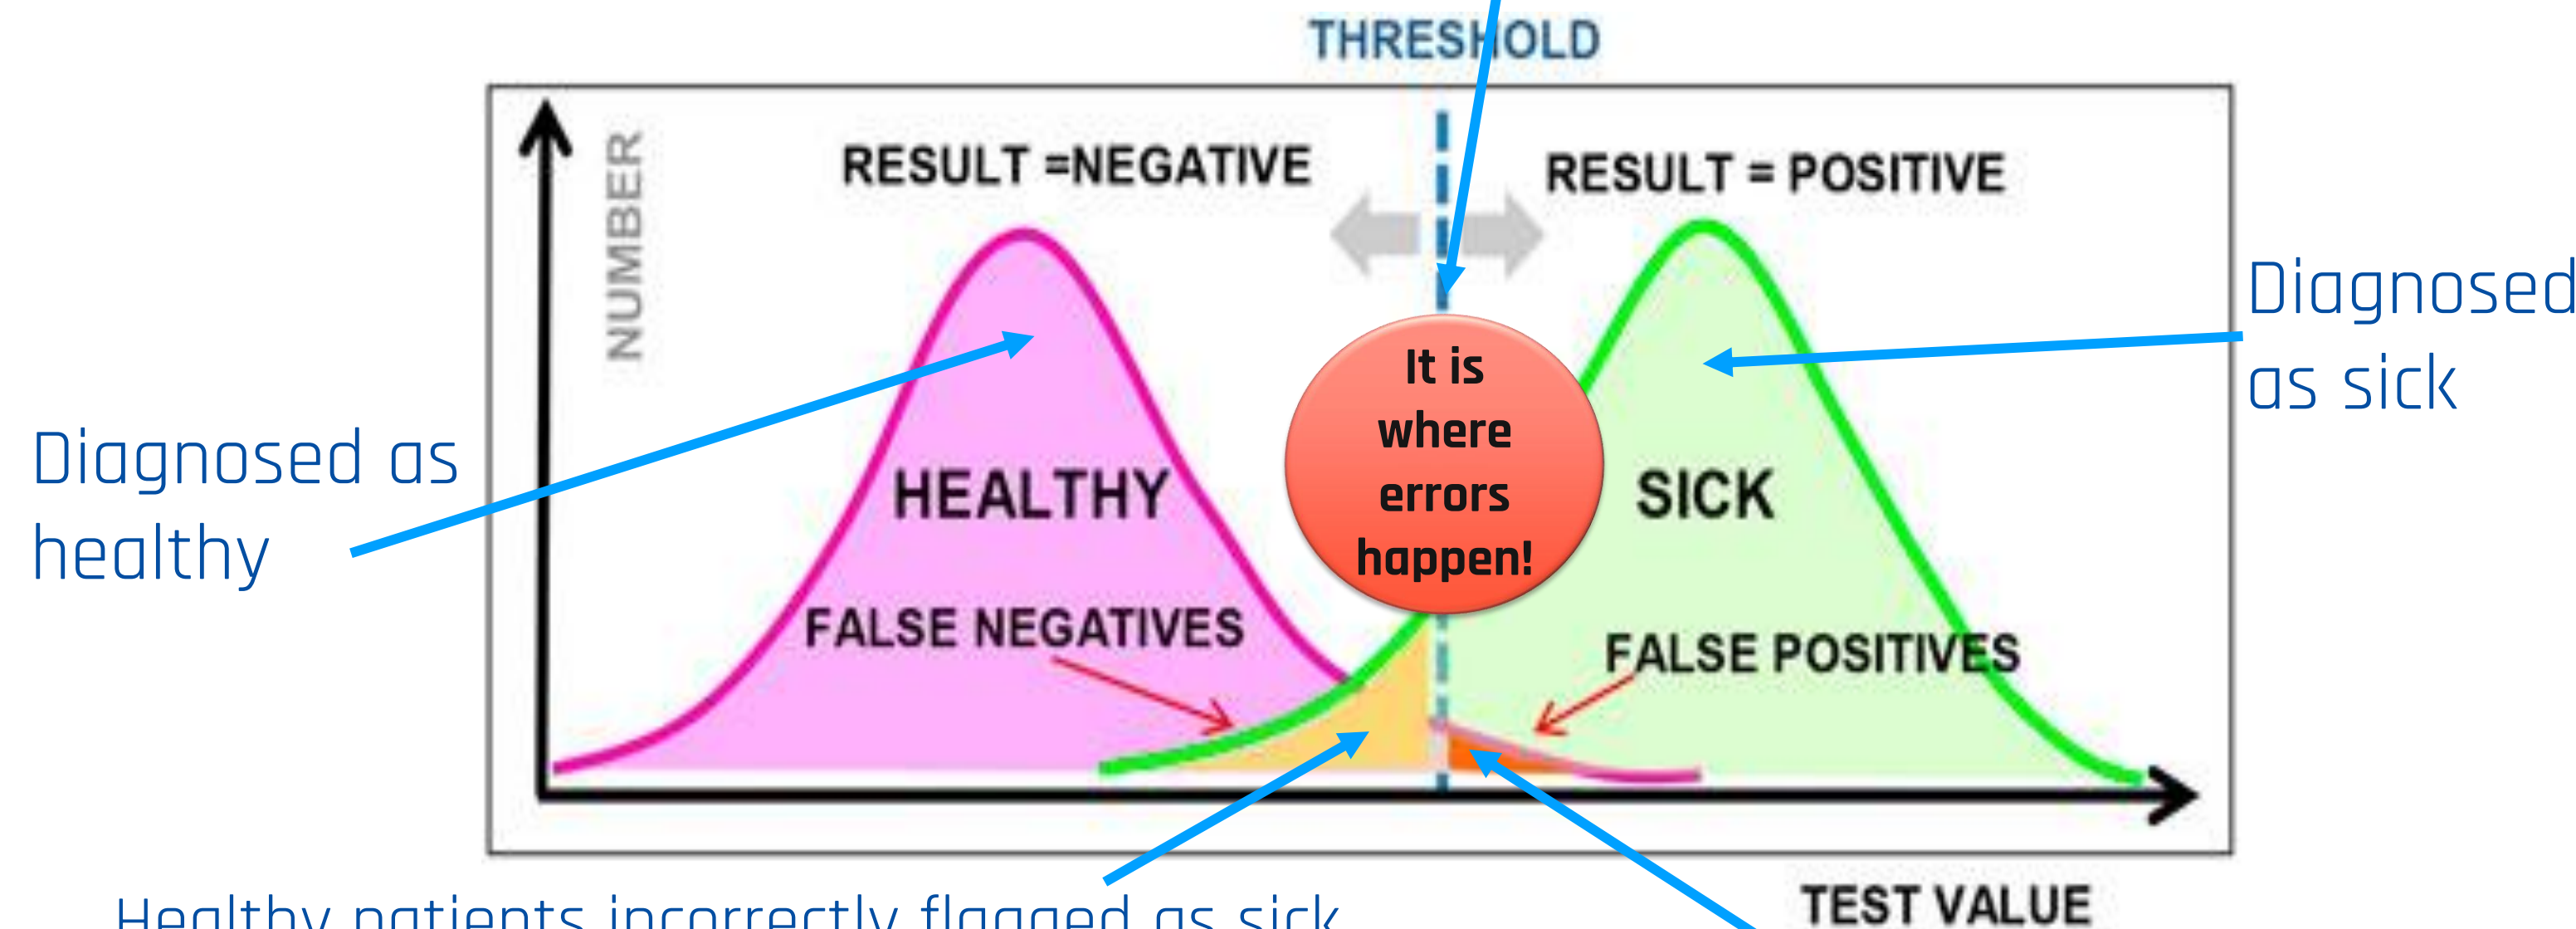 THRESHOLD
NUMBER
RESULT =NEGATIVE
RESULT = POSITIVE
Diagnosed
as sick
It is
where
errors
happen!
Diagnosed as
healthy
HEALTHY
SICK
FALSE NEGATIVES
FALSE POSITIVES
Healthy patients incorrectly flagged as sick
TEST VALUE